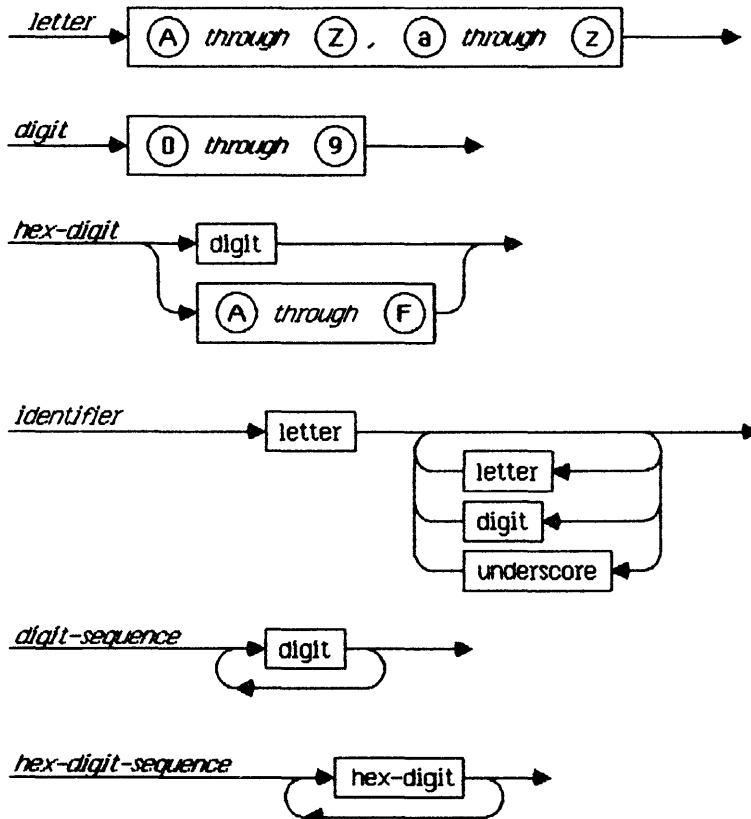 letter
A through Z, a through z
digit
0 through 9
hex-digit
digit
A through F
identifier
letter
letter
digit
underscore
digit-sequence
digit
hex-digit-sequence
hex-digit